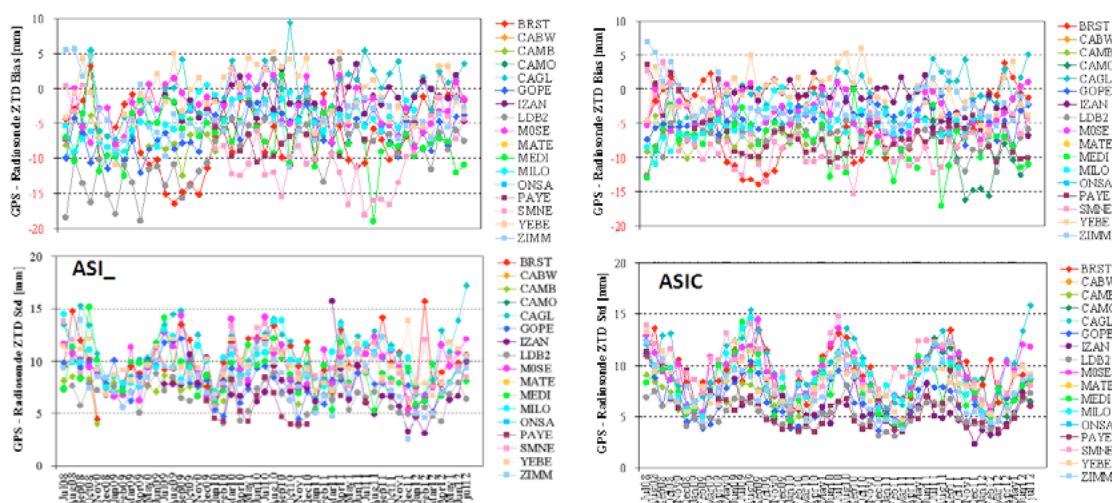 GPS - Radiosonde ZTD Bias [mm]
10
5
0
-5
-10
-15
-20
BRST
CABW
CAMB
CAMO
CAGL
GOPE
IZAN
LDB2
M0SE
MATE
MEDI
MILO
ONSA
PAYE
SMNE
YEBE
ZIMM
GPS - Radiosonde ZTD Bias [mm]
10
5
0
-5
-10
-15
-20
BRST
CABW
CAMB
CAMO
CAGL
GOPE
IZAN
LDB2
M0SE
MATE
MEDI
MILO
ONSA
PAYE
SMNE
YEBE
ZIMM
GPS - Radiosonde ZTD Std [mm]
20
15
10
5
0
ASI_
BRST
CABW
CAMB
CAMO
CAGL
GOPE
IZAN
LDB2
M0SE
MATE
MEDI
MILO
ONSA
PAYE
SMNE
YEBE
ZIMM
GPS - Radiosonde ZTD Std [mm]
20
15
10
5
0
ASIC
BRST
CABW
CAMB
CAMO
CAGL
GOPE
IZAN
LDB2
M0SE
MATE
MEDI
MILO
ONSA
PAYE
SMNE
YEBE
ZIMM